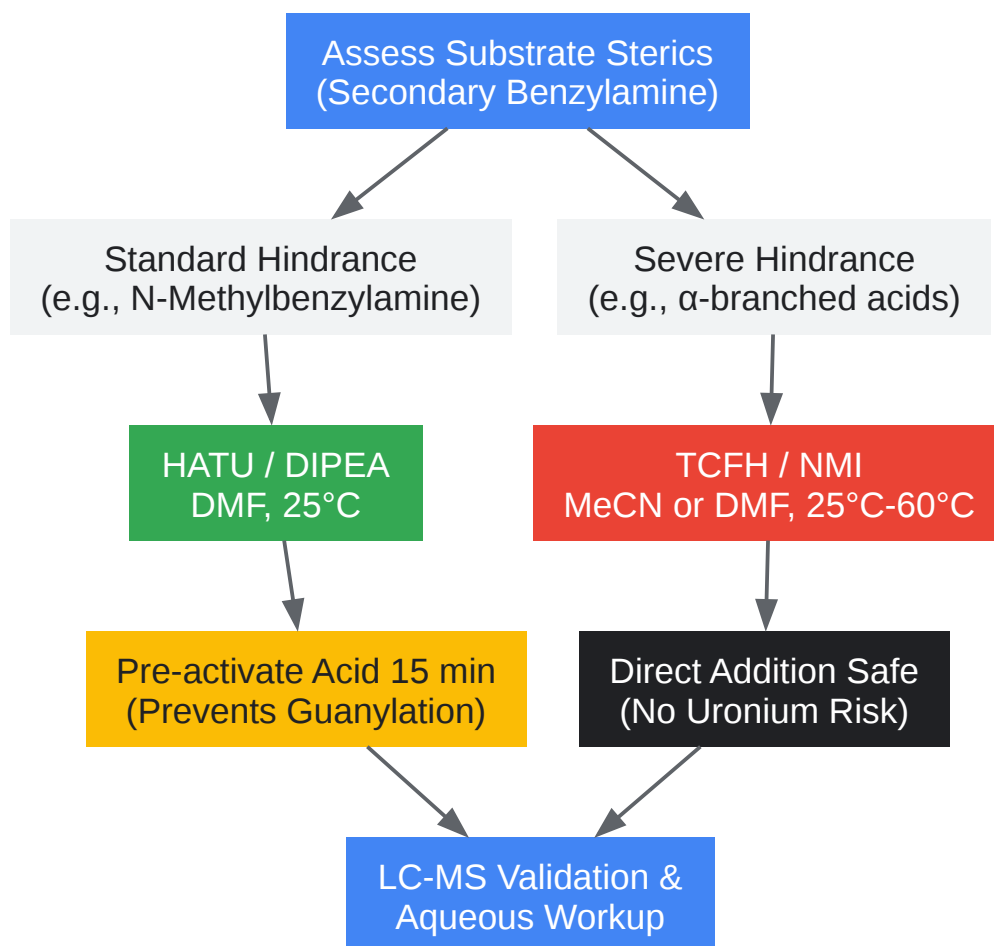 Assess Substrate Sterics
(Secondary Benzylamine)
Standard Hindrance
(e.g., N-Methylbenzylamine)
Severe Hindrance
(e.g., α-branched acids)
HATU / DIPEA
DMF, 25°C
TCFH / NMI
MeCN or DMF, 25°C-60°C
Pre-activate Acid 15 min
(Prevents Guanylation)
Direct Addition Safe
(No Uronium Risk)
LC-MS Validation &
Aqueous Workup